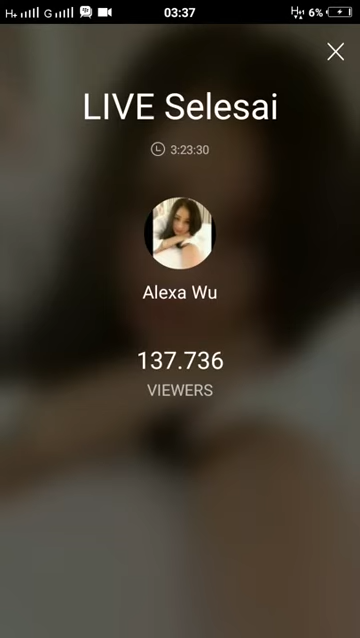 H+ G 03:37 H+ 6%
LIVE Selesai
3:23:30
Alexa Wu
137.736
VIEWERS